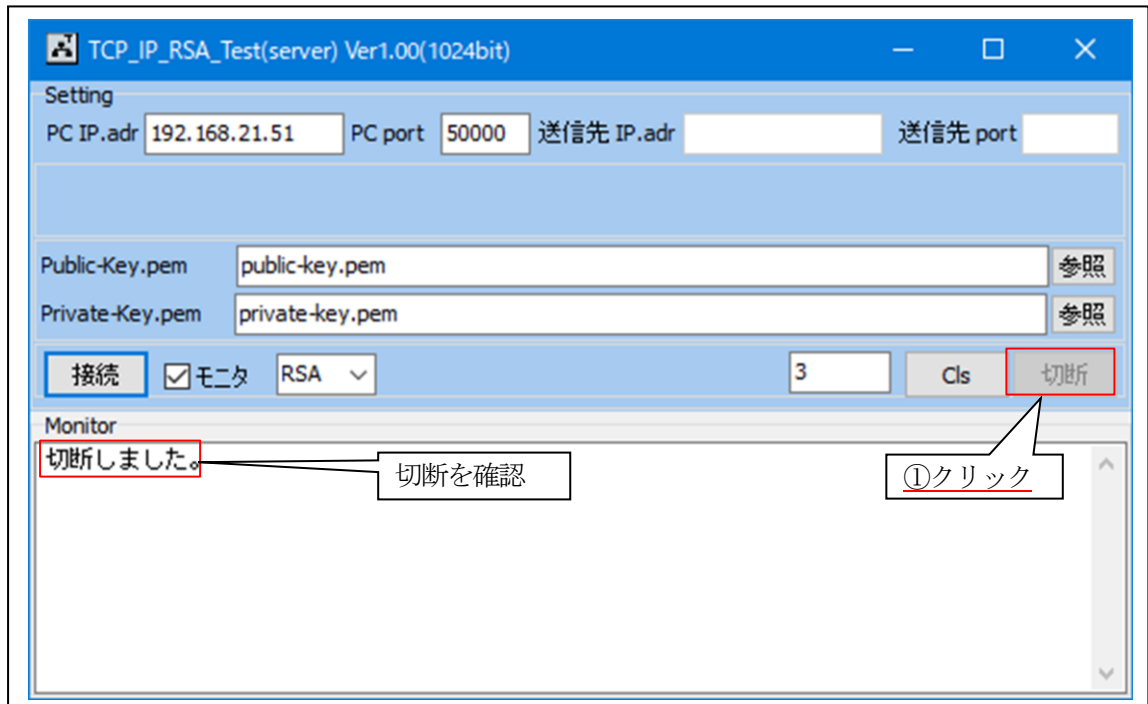 TCP_IP_RSA_Test(server) Ver1.00(1024bit)
Setting
PC IP.adr 192.168.21.51 PC port 50000 送信先 IP.adr 送信先 port
Public-Key.pem public-key.pem 参照
Private-Key.pem private-key.pem 参照
接続 モニタ RSA 3 Cls 切断
Monitor
切断しました。
切断を確認
①クリック